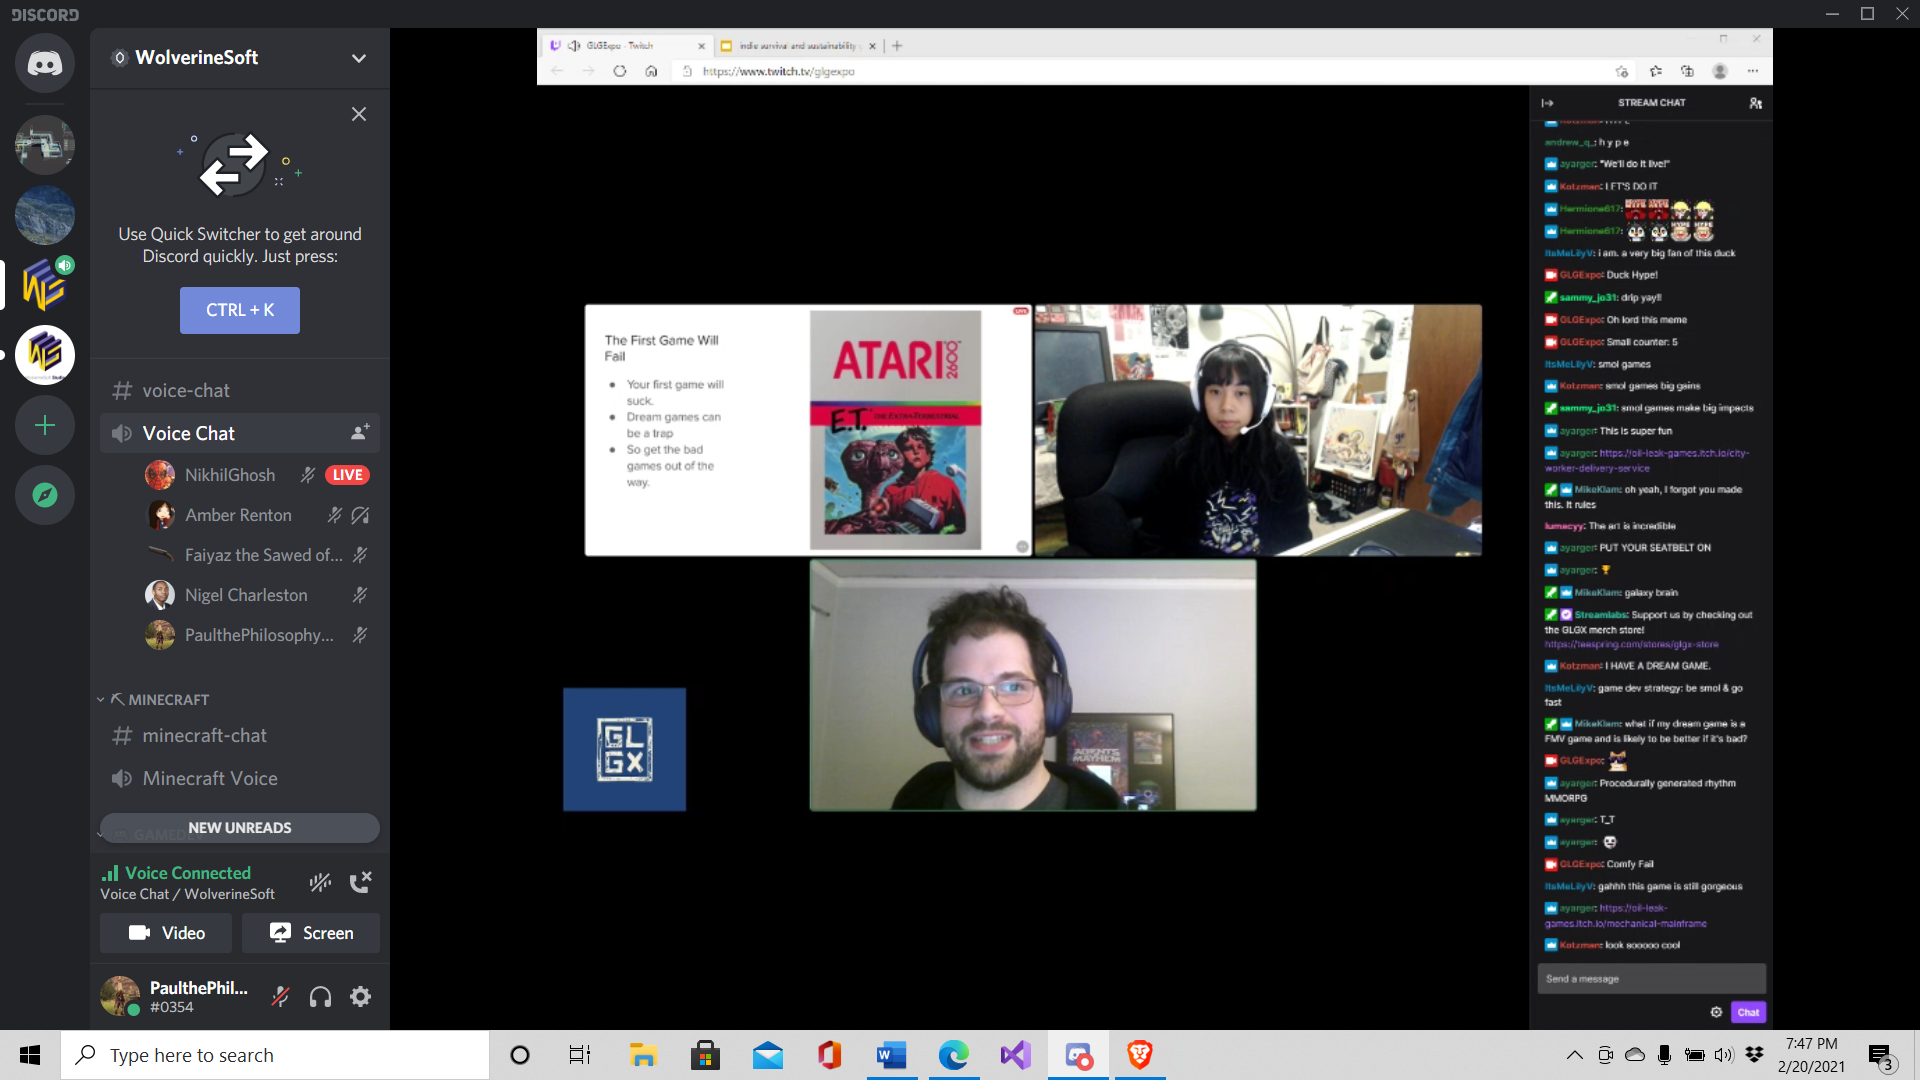 DISCORD
WolverineSoft
Use Quick Switcher to get around
Discord quickly. Just press:
CTRL + K
voice-chat
Voice Chat
NikhilGhosh
LIVE
Amber Renton
Faiyaz the Sawed of...
Nigel Charleston
PaulthePhilosophy...
MINECRAFT
minecraft-chat
Minecraft Voice
NEW UNREADS
Voice Connected
Voice Chat / WolverineSoft
Video
Screen
PaulthePhil...
#0354
GLGExpo - Twitch
indie survival and sustainability
https://www.twitch.tv/glgexpo
The First Game Will
Fail
Your first game will
suck.
Dream games can
be a trap
So get the bad
games out of the
way.
LIVE
ATARI 2600
E.T. THE EXTRA-TERRESTRIAL
GL
GX
AGENTS
MAYHEM
STREAM CHAT
andrew_q_: h y p e
ayarger: "We'll do it live!"
Kotzman: LET'S DO IT
Hermione617:
Hermione617:
ItsMeLilyV: i am. a very big fan of this duck
GLGExpo: Duck Hype!
sammy_jo31: drip yay!!
GLGExpo: Oh lord this meme
GLGExpo: Small counter: 5
ItsMeLilyV: smol games
Kotzman: smol games big gains
sammy_jo31: smol games make big impacts
ayarger: This is super fun
ayarger: https://oil-leak-games.itch.io/city-
worker-delivery-service
MikeKlam: oh yeah, I forgot you made
this. It rules
lumacyy: The art is incredible
ayarger: PUT YOUR SEATBELT ON
ayarger:
MikeKlam: galaxy brain
Streamlabs: Support us by checking out
the GLGX merch store!
https://teespring.com/stores/glgx-store
Kotzman: I HAVE A DREAM GAME.
ItsMeLilyV: game dev strategy: be smol & go
fast
MikeKlam: what if my dream game is a
FMV game and is likely to be better if it's bad?
GLGExpo:
ayarger: Procedurally generated rhythm
MMORPG
ayarger: T_T
ayarger:
GLGExpo: Comfy Fail
ItsMeLilyV: gahhh this game is still gorgeous
ayarger: https://oil-leak-
games.itch.io/mechanical-mainframe
Kotzman: look sooooo cool
Send a message
Chat
Type here to search
7:47 PM
2/20/2021
3